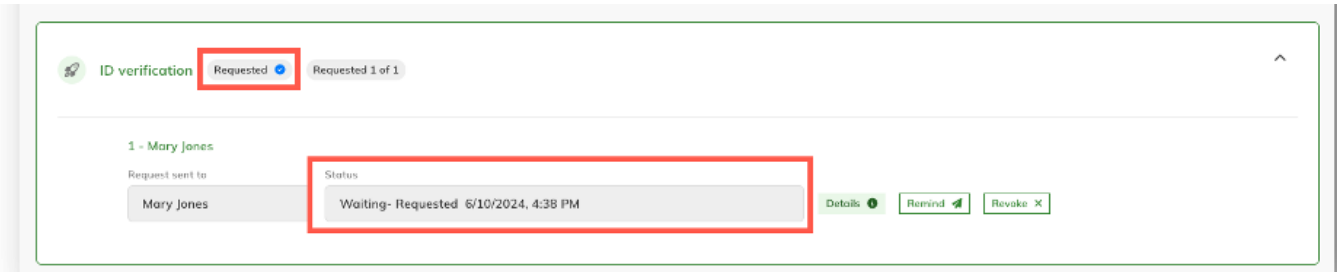 ID verification Requested Requested 1 of 1
1 - Mary Jones
Request sent to Status
Mary Jones Waiting- Requested 6/10/2024, 4:38 PM Details Remind Revoke